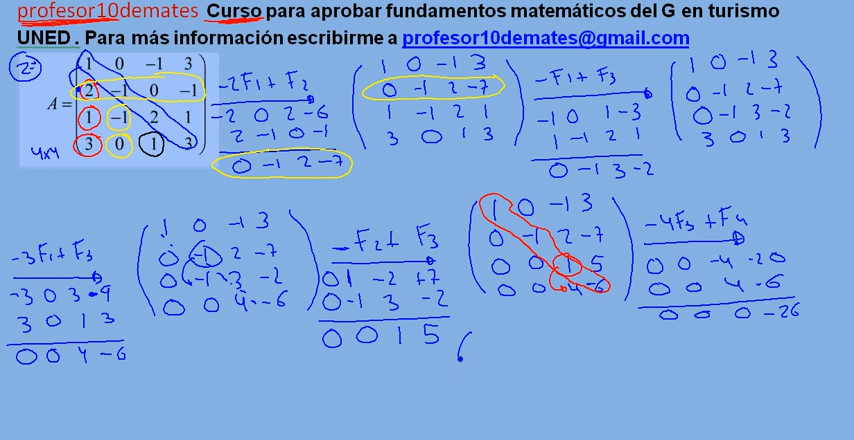 profesor10demates Curso para aprobar fundamentos matemáticos del G en turismo
UNED . Para más información escribirme a profesor10demates@gmail.com
2=
A =
1 0 −1 3
2 −1 0 −1
1 −1 2 1
3 0 1 3
4x4
-2F1+F2
-2 0 2 -6
2 -1 0 -1
0 -1 2 -7
1 0 -1 3
0 -1 2 -7
1 -1 2 1
3 0 1 3
-F1+F3
-1 0 1 -3
1 -1 2 1
0 -1 3 -2
1 0 -1 3
0 -1 2 -7
0 -1 3 -2
3 0 1 3
-3F1+F3
-3 0 3 -9
3 0 1 3
0 0 4 -6
1 0 -1 3
0 -1 2 -7
0 -1 3 -2
0 0 4 -6
-F2+F3
0 1 -2 +7
0 -1 3 -2
0 0 1 5
1 0 -1 3
0 -1 2 -7
0 0 1 5
0 0 4 -6
-4F3+F4
0 0 -4 -20
0 0 4 -6
0 0 0 -26
(